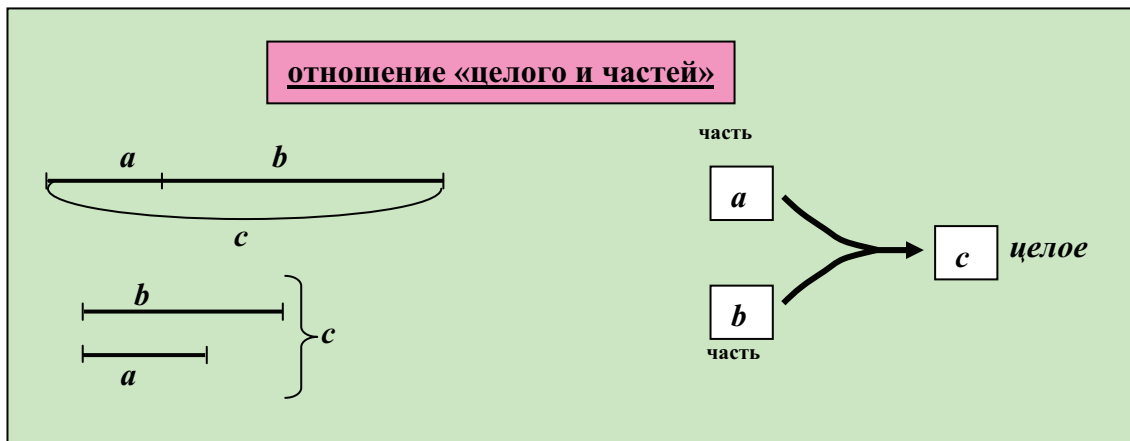 отношение «целого и частей»
a b
c
b
c
a
часть
a
c целое
b
часть